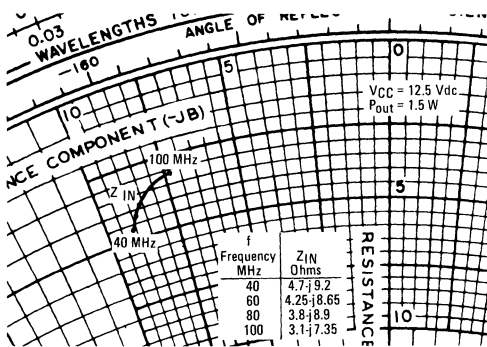 0.03
WAVELENGTHS
ANGLE OF
-160
10
5
0
VCC = 12.5 Vdc
Pout = 1.5 W
NCE COMPONENT (-JB)
100 MHz
Z IN
40 MHz
5
10
RESISTANCE
f
Frequency
MHz
ZIN
Ohms
40 4.7-j9.2
60 4.25-j8.65
80 3.8-j8.9
100 3.1-j7.35